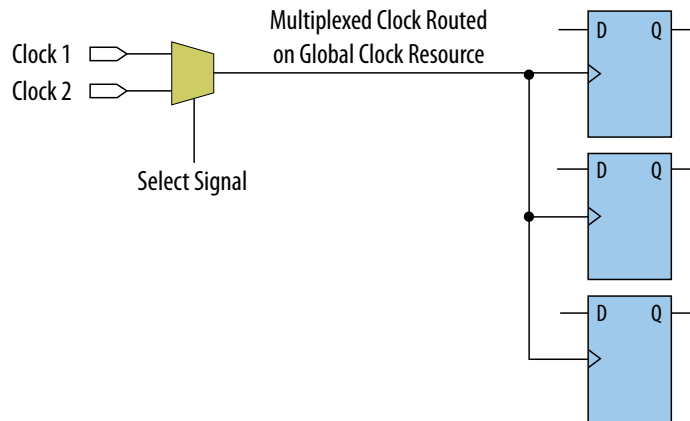 Multiplexed Clock Routed
on Global Clock Resource
Clock 1
Clock 2
Select Signal
D Q
D Q
D Q